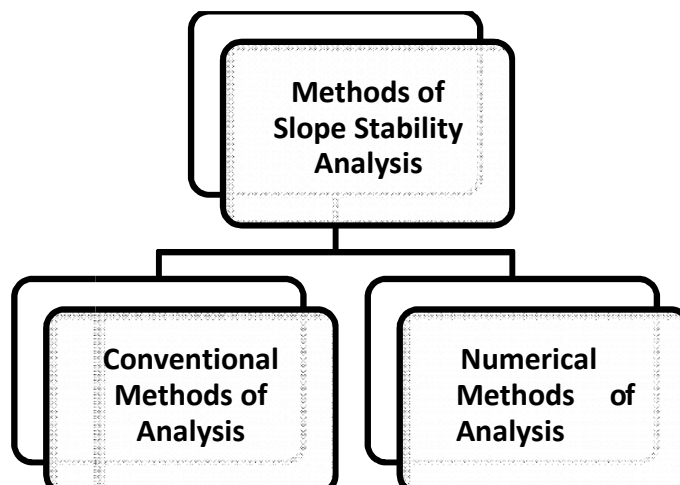 Methods of
Slope Stability
Analysis
Conventional
Methods of
Analysis
Numerical
Methods of
Analysis